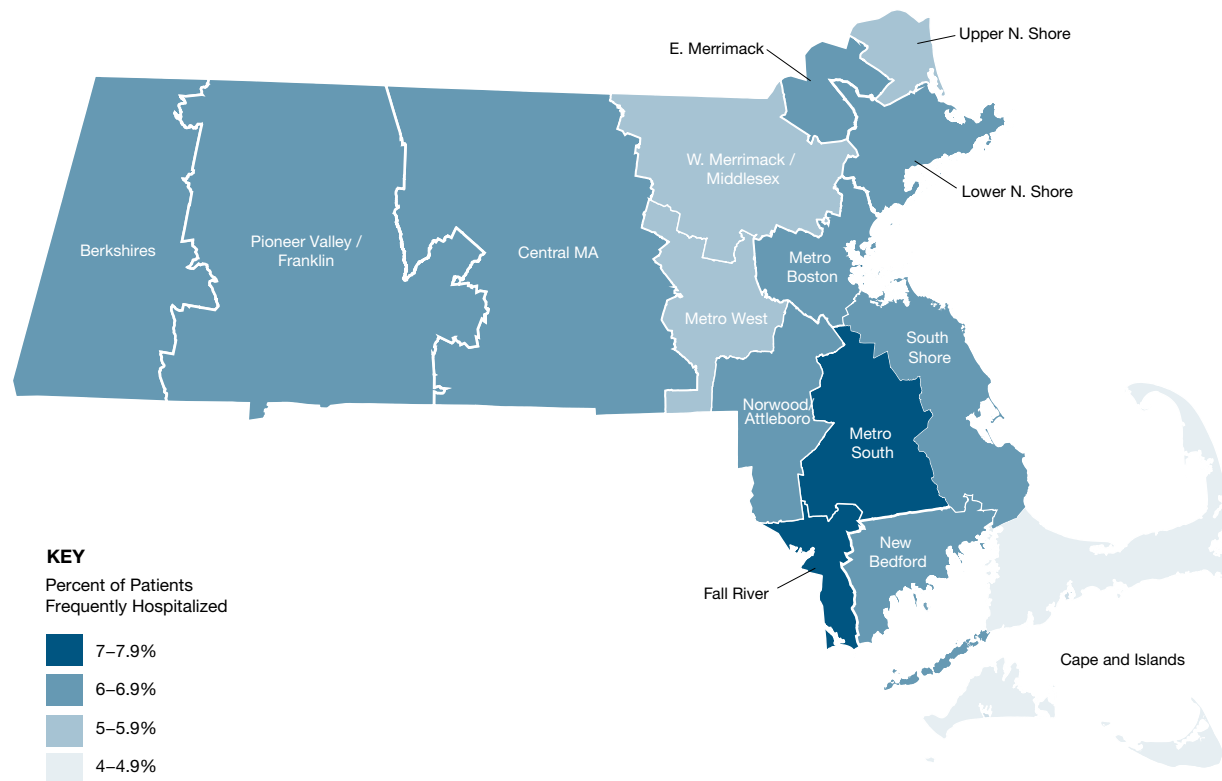 Upper N. Shore
E. Merrimack
W. Merrimack /
Middlesex
Lower N. Shore
Berkshires
Pioneer Valley /
Franklin
Central MA
Metro
Boston
Metro West
South
Shore
Norwood/
Attleboro
Metro
South
New
Bedford
Fall River
Cape and Islands
KEY
Percent of Patients
Frequently Hospitalized
7–7.9%
6–6.9%
5–5.9%
4–4.9%